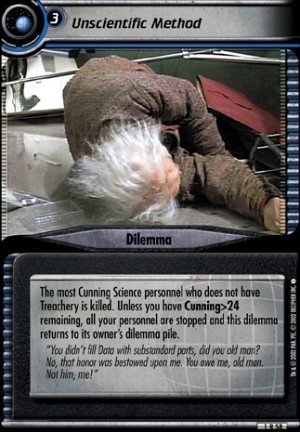 3
Unscientific Method
Dilemma
The most Cunning Science personnel who does not have
Treachery is killed. Unless you have Cunning>24
remaining, all your personnel are stopped and this dilemma
returns to its owner's dilemma pile.
"You didn't fill Data with substandard parts, did you old man?
No, that honor was bestowed upon me. You owe me, old man.
Not him, me!"
1 R 58